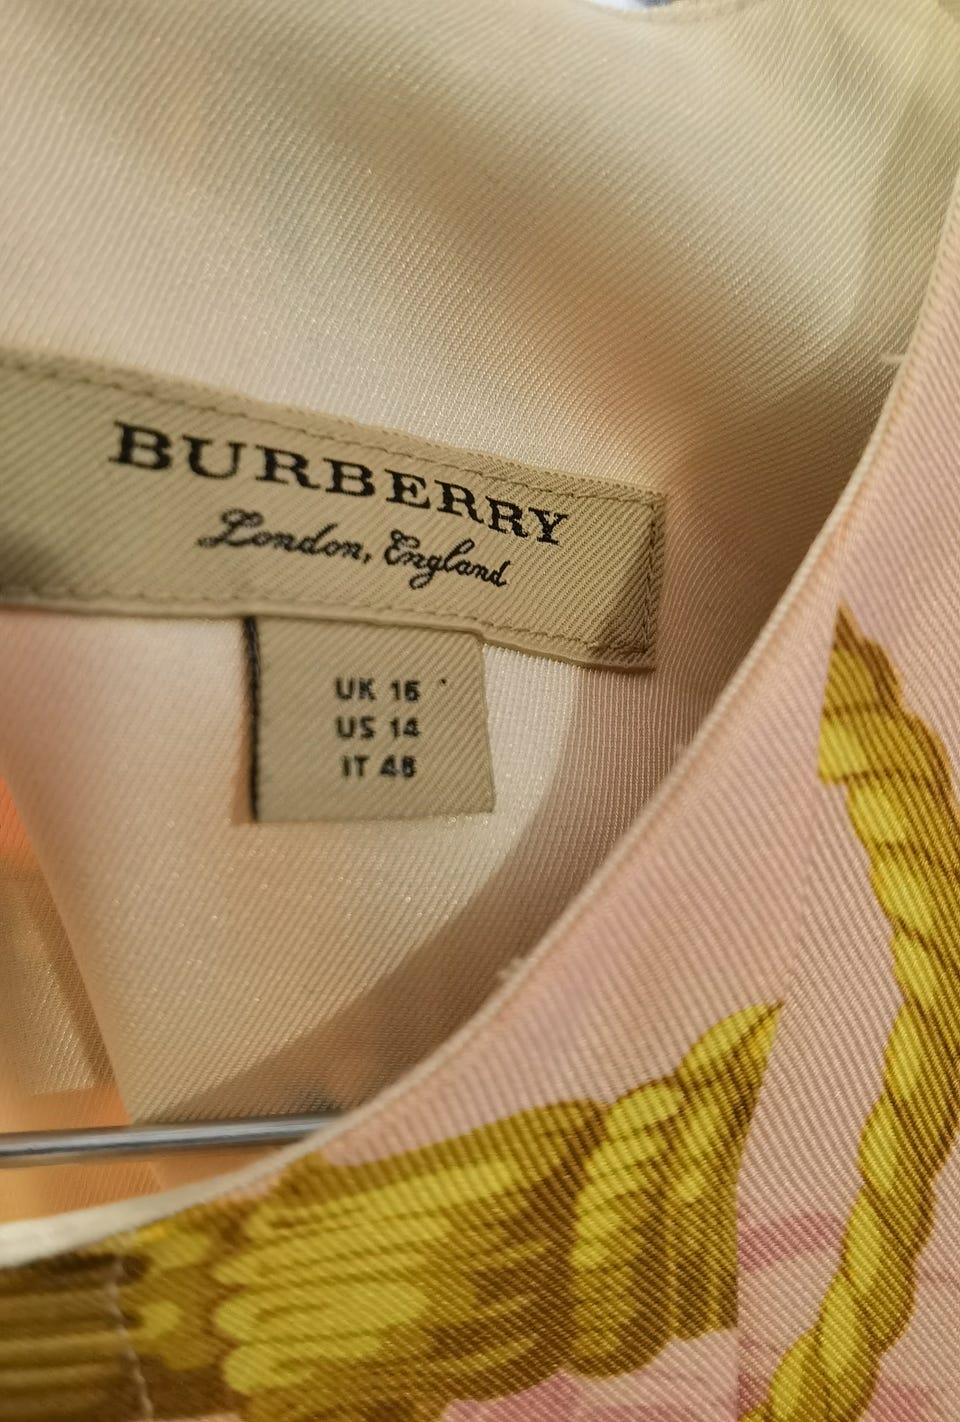 BURBERRY
London, England
UK 16
US 14
IT 48